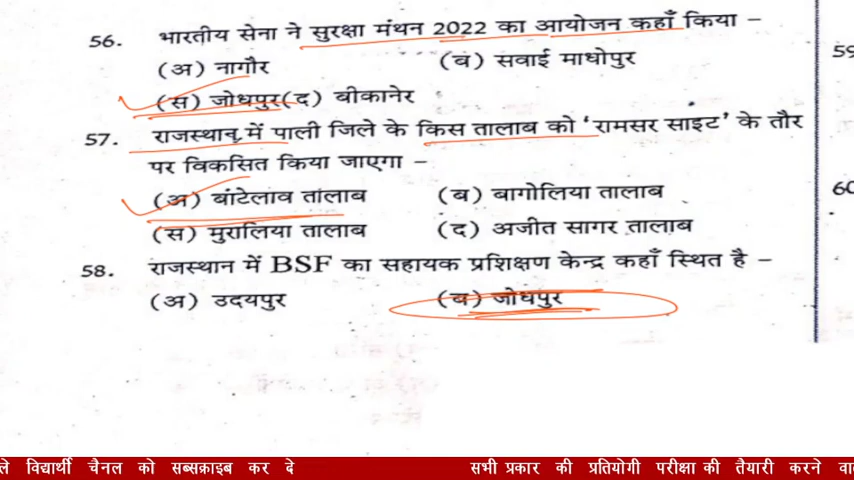 56. भारतीय सेना ने सुरक्षा मंथन 2022 का आयोजन कहाँ किया –
(अ) नागौर (ब) सवाई माधोपुर
(स) जोधपुर(द) बीकानेर
57. राजस्थान में पाली जिले के किस तालाब को 'रामसर साइट' के तौर
पर विकसित किया जाएगा –
(अ) बांटेलाव तालाब (ब) बागोलिया तालाब
(स) मुरालिया तालाब (द) अजीत सागर तालाब
58. राजस्थान में BSF का सहायक प्रशिक्षण केन्द्र कहाँ स्थित है –
(अ) उदयपुर (ब) जोधपुर
59
60
ले विद्यार्थी चैनल को सब्सक्राइब कर दे सभी प्रकार की प्रतियोगी परीक्षा की तैयारी करने वा